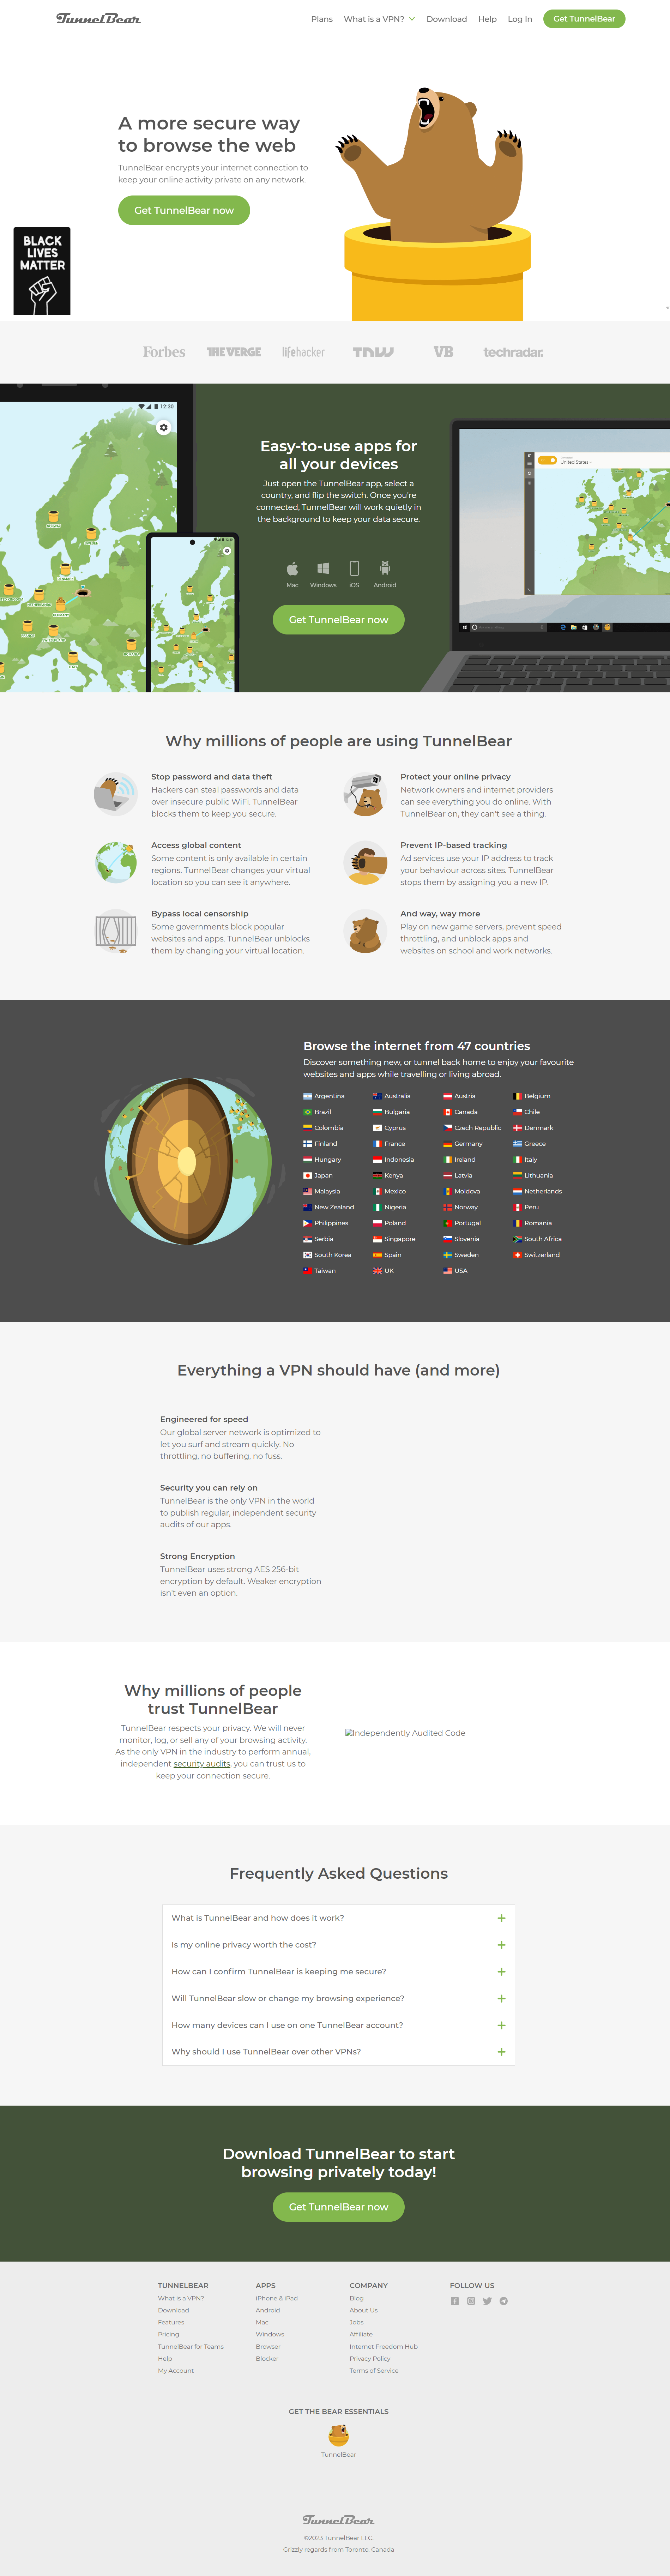 TunnelBear
Plans What is a VPN? Download Help Log In Get TunnelBear
A more secure way
to browse the web
TunnelBear encrypts your internet connection to
keep your online activity private on any network.
Get TunnelBear now
BLACK
LIVES
MATTER
Forbes THE VERGE lifehacker TNW VB techradar.
12:30
Easy-to-use apps for
all your devices
Just open the TunnelBear app, select a
country, and flip the switch. Once you're
connected, TunnelBear will work quietly in
the background to keep your data secure.
United States
Mac Windows iOS Android
Get TunnelBear now
Why millions of people are using TunnelBear
Stop password and data theft
Hackers can steal passwords and data
over insecure public WiFi. TunnelBear
blocks them to keep you secure.
Protect your online privacy
Network owners and internet providers
can see everything you do online. With
TunnelBear on, they can't see a thing.
Access global content
Some content is only available in certain
regions. TunnelBear changes your virtual
location so you can see it anywhere.
Prevent IP-based tracking
Ad services use your IP address to track
your behaviour across sites. TunnelBear
stops them by assigning you a new IP.
Bypass local censorship
Some governments block popular
websites and apps. TunnelBear unblocks
them by changing your virtual location.
And way, way more
Play on new game servers, prevent speed
throttling, and unblock apps and
websites on school and work networks.
Browse the internet from 47 countries
Discover something new, or tunnel back home to enjoy your favourite
websites and apps while travelling or living abroad.
Argentina Australia Austria Belgium
Brazil Bulgaria Canada Chile
Colombia Cyprus Czech Republic Denmark
Finland France Germany Greece
Hungary Indonesia Ireland Italy
Japan Kenya Latvia Lithuania
Malaysia Mexico Moldova Netherlands
New Zealand Nigeria Norway Peru
Philippines Poland Portugal Romania
Serbia Singapore Slovenia South Africa
South Korea Spain Sweden Switzerland
Taiwan UK USA
Everything a VPN should have (and more)
Engineered for speed
Our global server network is optimized to
let you surf and stream quickly. No
throttling, no buffering, no fuss.
Security you can rely on
TunnelBear is the only VPN in the world
to publish regular, independent security
audits of our apps.
Strong Encryption
TunnelBear uses strong AES 256-bit
encryption by default. Weaker encryption
isn't even an option.
Why millions of people
trust TunnelBear
TunnelBear respects your privacy. We will never
monitor, log, or sell any of your browsing activity.
As the only VPN in the industry to perform annual,
independent security audits, you can trust us to
keep your connection secure.
Independently Audited Code
Frequently Asked Questions
What is TunnelBear and how does it work?
Is my online privacy worth the cost?
How can I confirm TunnelBear is keeping me secure?
Will TunnelBear slow or change my browsing experience?
How many devices can I use on one TunnelBear account?
Why should I use TunnelBear over other VPNs?
Download TunnelBear to start
browsing privately today!
Get TunnelBear now
TUNNELBEAR
What is a VPN?
Download
Features
Pricing
TunnelBear for Teams
Help
My Account
APPS
iPhone & iPad
Android
Mac
Windows
Browser
Blocker
COMPANY
Blog
About Us
Jobs
Affiliate
Internet Freedom Hub
Privacy Policy
Terms of Service
FOLLOW US
GET THE BEAR ESSENTIALS
TunnelBear
TunnelBear
©2023 TunnelBear LLC.
Grizzly regards from Toronto, Canada